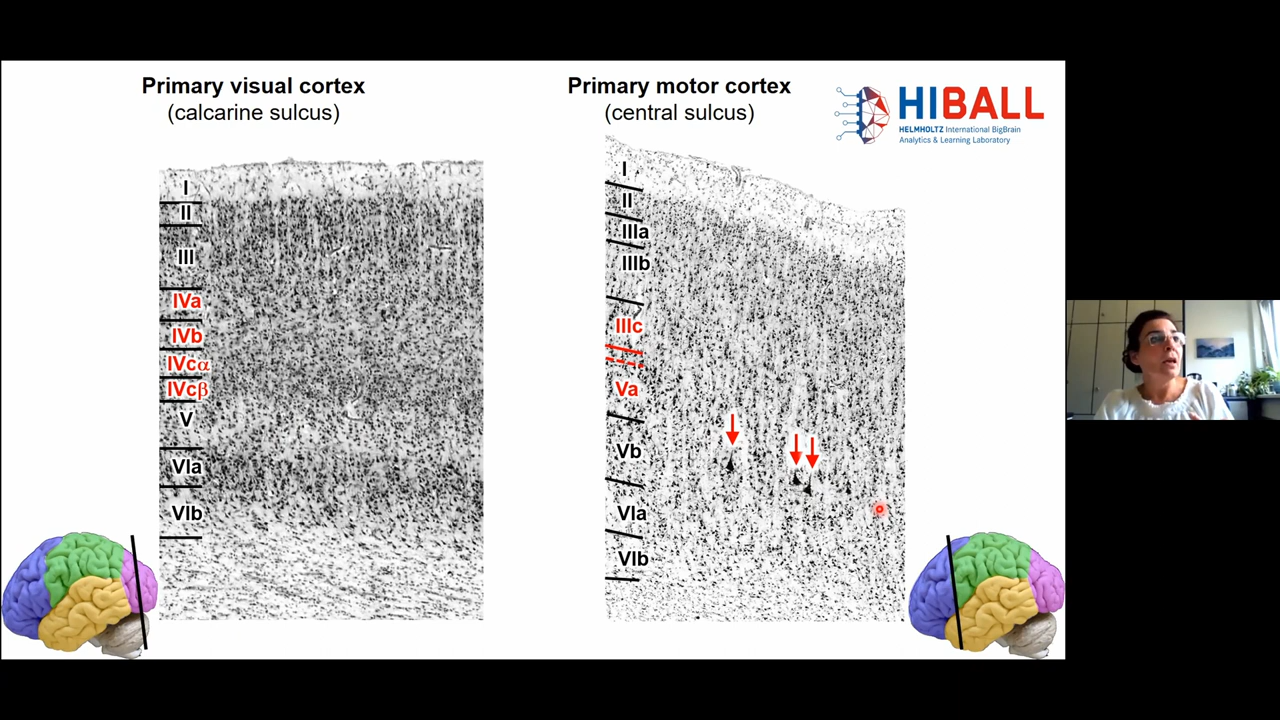 Primary visual cortex
(calcarine sulcus)
I
II
III
IVa
IVb
IVcα
IVcβ
V
VIa
VIb
Primary motor cortex
(central sulcus)
I
II
IIIa
IIIb
IIIc
Va
Vb
VIa
VIb
HIBALL
HELMHOLTZ International BigBrain
Analytics & Learning Laboratory